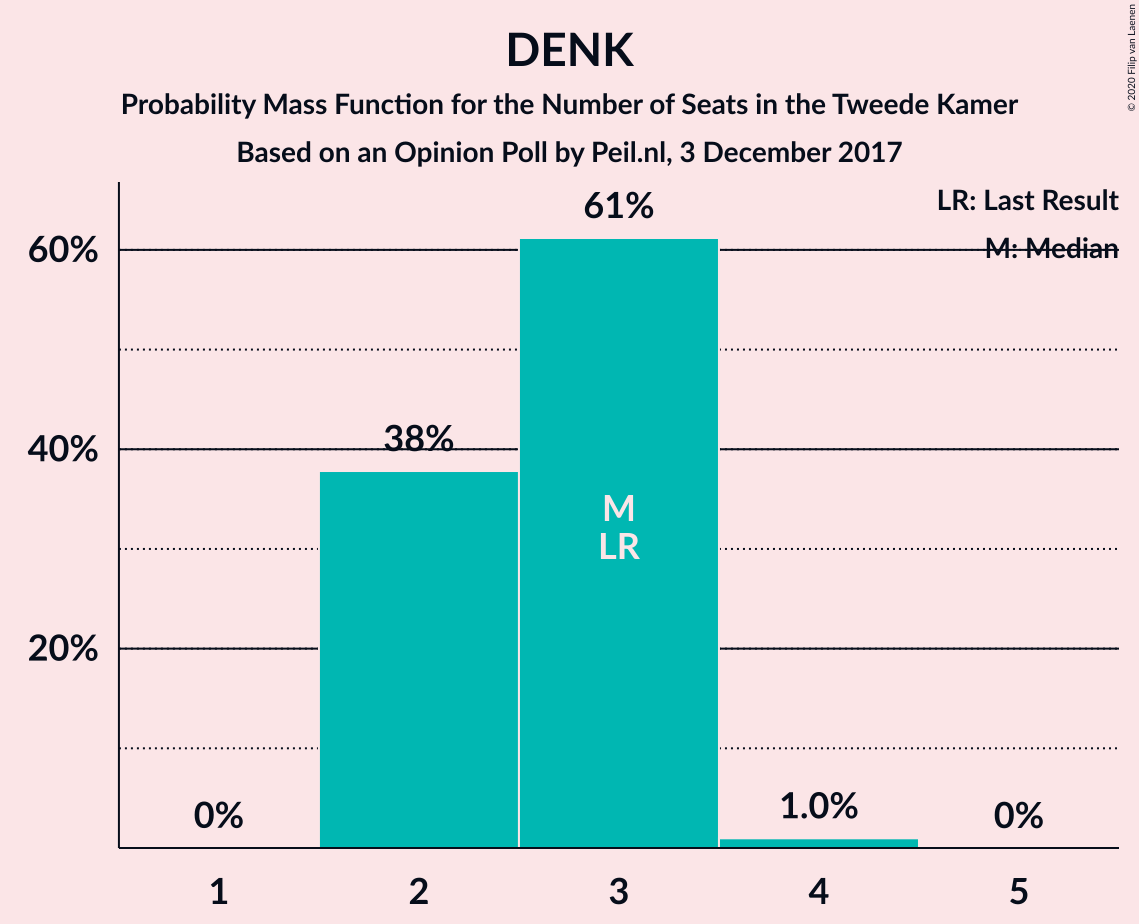 DENK
Probability Mass Function for the Number of Seats in the Tweede Kamer
Based on an Opinion Poll by Peil.nl, 3 December 2017
© 2020 Filip van Laenen
LR: Last Result
M: Median
61%
60%
38%
40%
M
LR
20%
0%
1.0%
0%
1
2
3
4
5